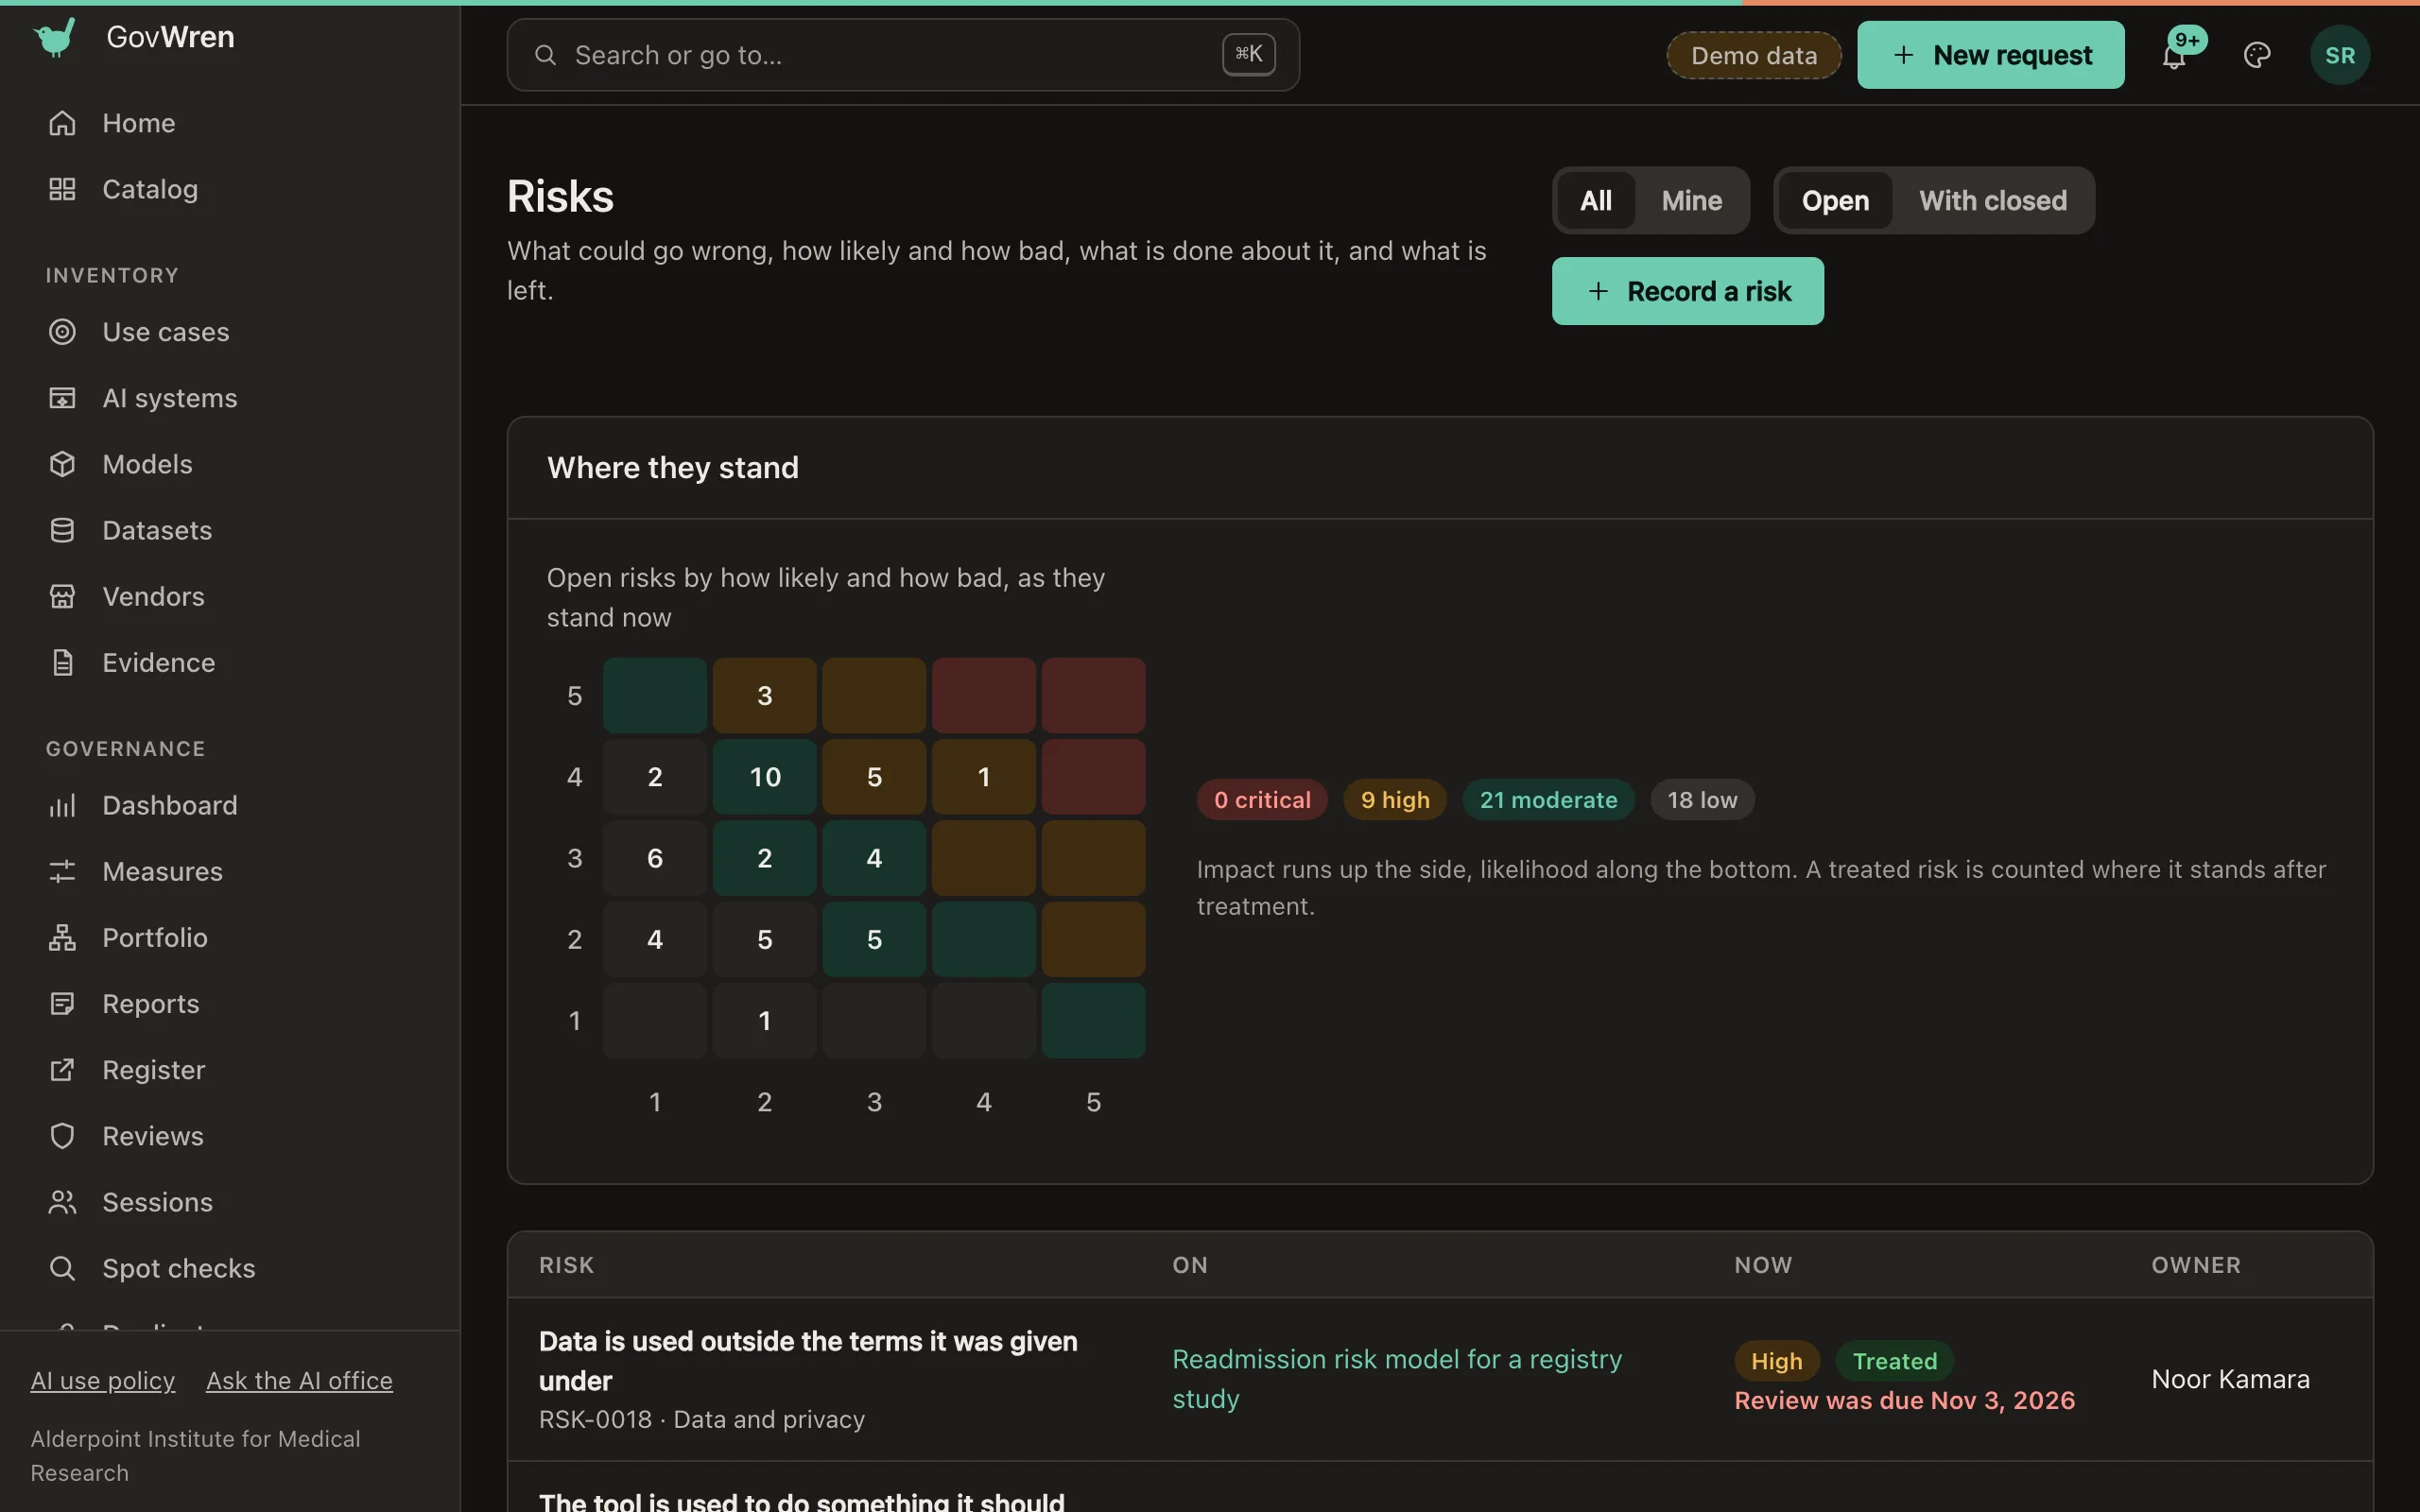 GovWren
Search or go to...
⌘K
Demo data
+ New request
9+
SR
Home
Catalog
INVENTORY
Use cases
AI systems
Models
Datasets
Vendors
Evidence
GOVERNANCE
Dashboard
Measures
Portfolio
Reports
Register
Reviews
Sessions
Spot checks
AI use policy
Ask the AI office
Alderpoint Institute for Medical
Research
Risks
What could go wrong, how likely and how bad, what is done about it, and what is
left.
All
Mine
Open
With closed
+ Record a risk
Where they stand
Open risks by how likely and how bad, as they
stand now
5 3
4 2 10 5 1
3 6 2 4
2 4 5 5
1 1
1 2 3 4 5
0 critical
9 high
21 moderate
18 low
Impact runs up the side, likelihood along the bottom. A treated risk is counted where it stands after
treatment.
RISK ON NOW OWNER
Data is used outside the terms it was given
under
RSK-0018 · Data and privacy
Readmission risk model for a registry
study
High
Treated
Review was due Nov 3, 2026
Noor Kamara
The tool is used to do something it should